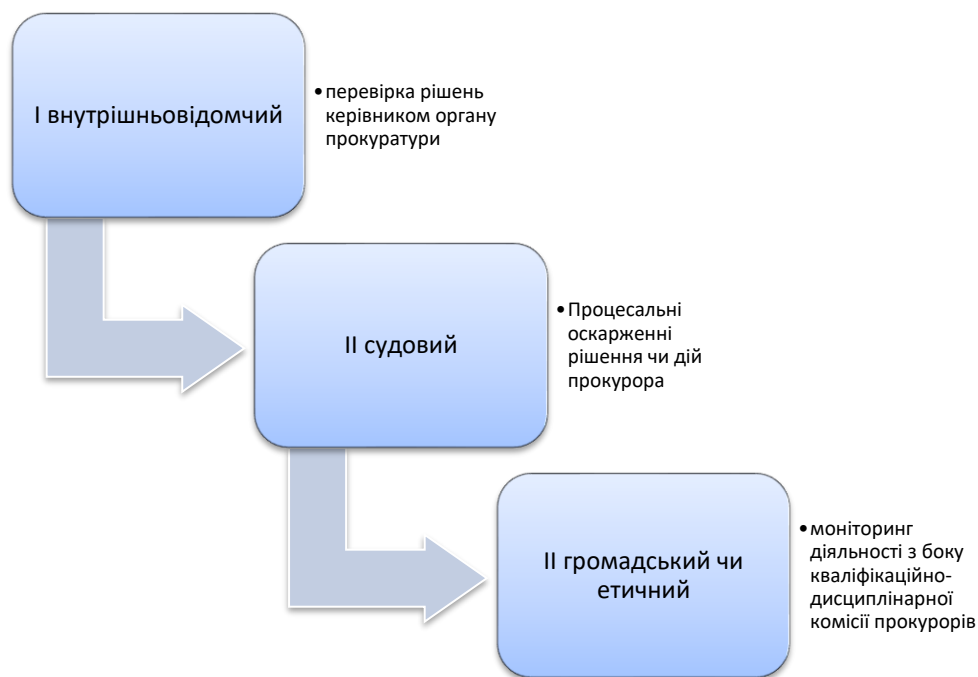 І внутрішньовідомчий
•перевірка рішень
керівником органу
прокуратури
ІІ судовий
•Процесальні
оскарженні
рішення чи дій
прокурора
ІІ громадський чи
етичний
•моніторинг
діяльності з боку
кваліфікаційно-
дисциплінарної
комісії прокурорів